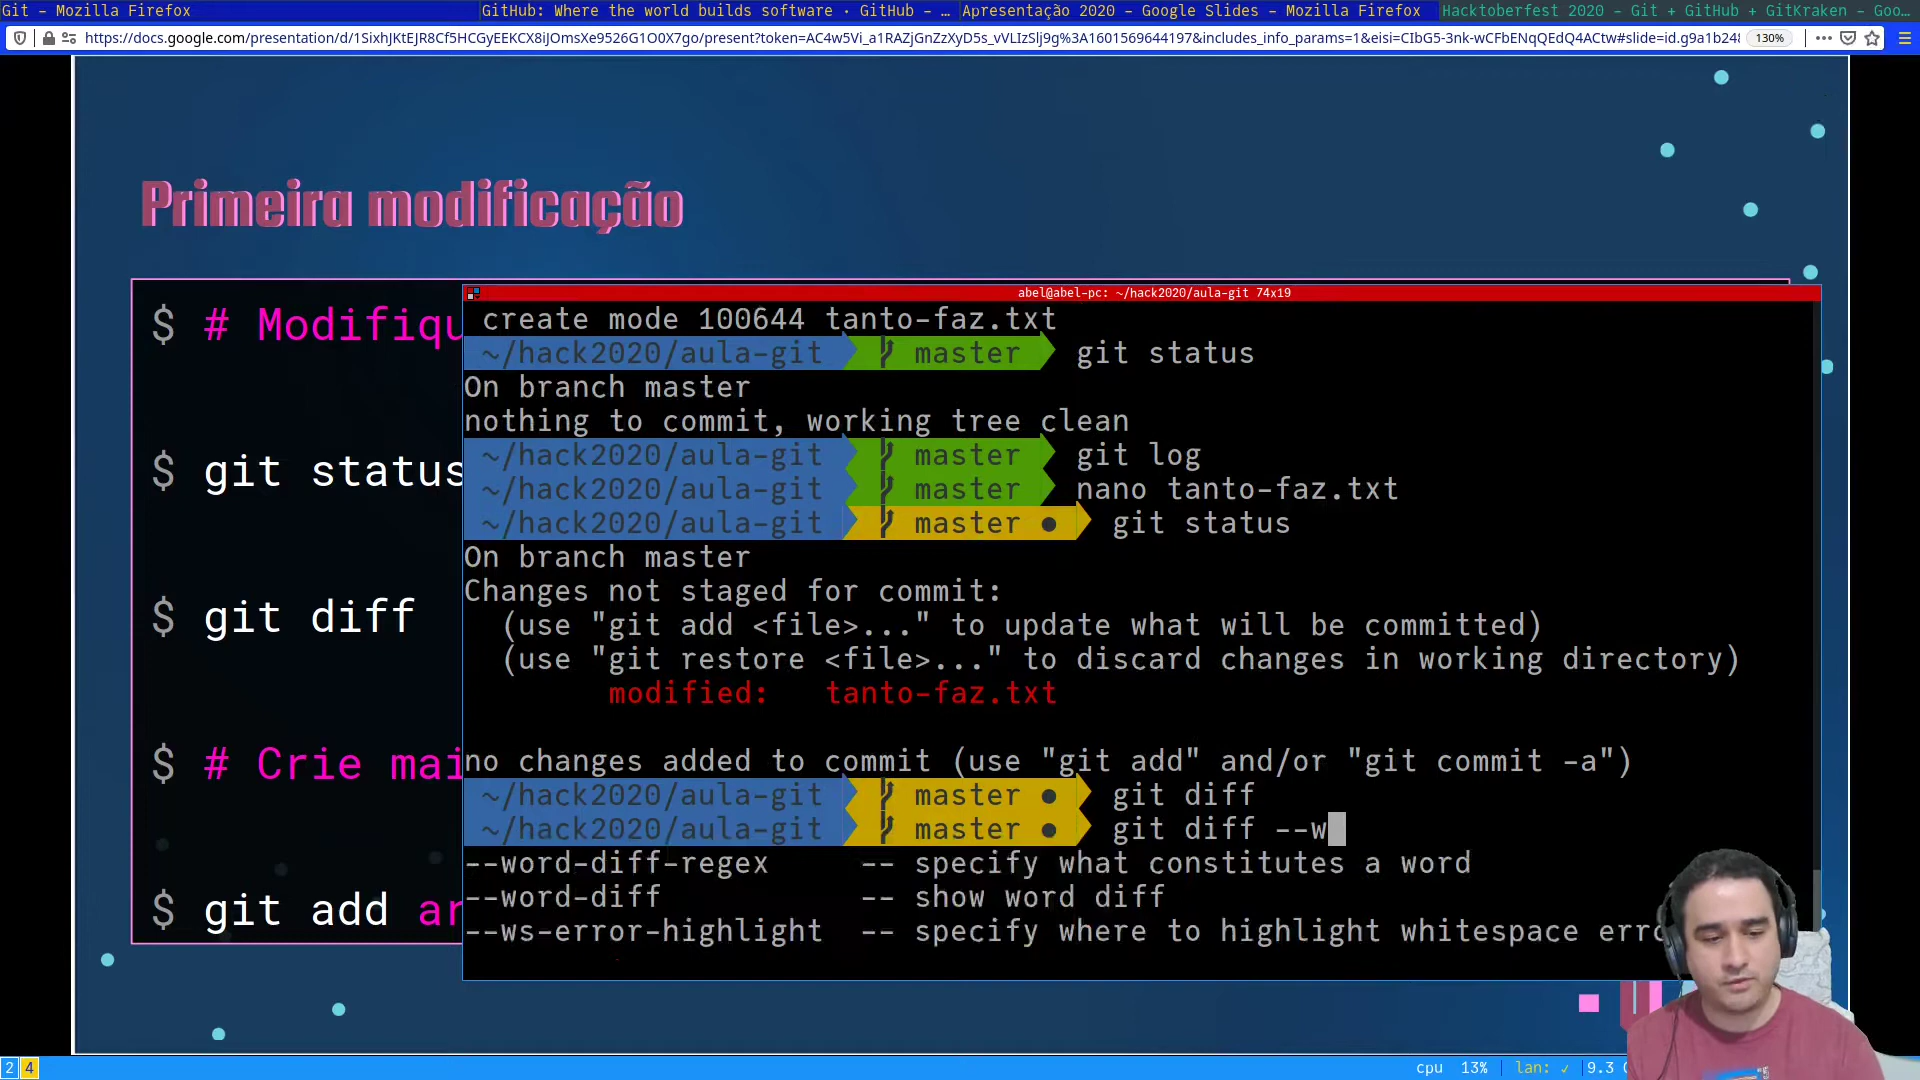 Git - Mozilla Firefox
GitHub: Where the world builds software · GitHub - …
Apresentação 2020 - Google Slides - Mozilla Firefox
Hacktoberfest 2020 - Git + GitHub + GitKraken - Goo…
130%
Primeira modificação
$ # Modifiqu
$ git status
$ git diff
$ # Crie mai
$ git add ar
abel@abel-pc: ~/hack2020/aula-git 74x19
create mode 100644 tanto-faz.txt
~/hack2020/aula-git master git status
On branch master
nothing to commit, working tree clean
~/hack2020/aula-git master git log
~/hack2020/aula-git master nano tanto-faz.txt
~/hack2020/aula-git master ● git status
On branch master
Changes not staged for commit:
(use "git add <file>..." to update what will be committed)
(use "git restore <file>..." to discard changes in working directory)
modified: tanto-faz.txt
no changes added to commit (use "git add" and/or "git commit -a")
~/hack2020/aula-git master ● git diff
~/hack2020/aula-git master ● git diff --w
--word-diff-regex -- specify what constitutes a word
--word-diff -- show word diff
--ws-error-highlight -- specify where to highlight whitespace erro
2 4
cpu 13% lan: ✓ 9.3